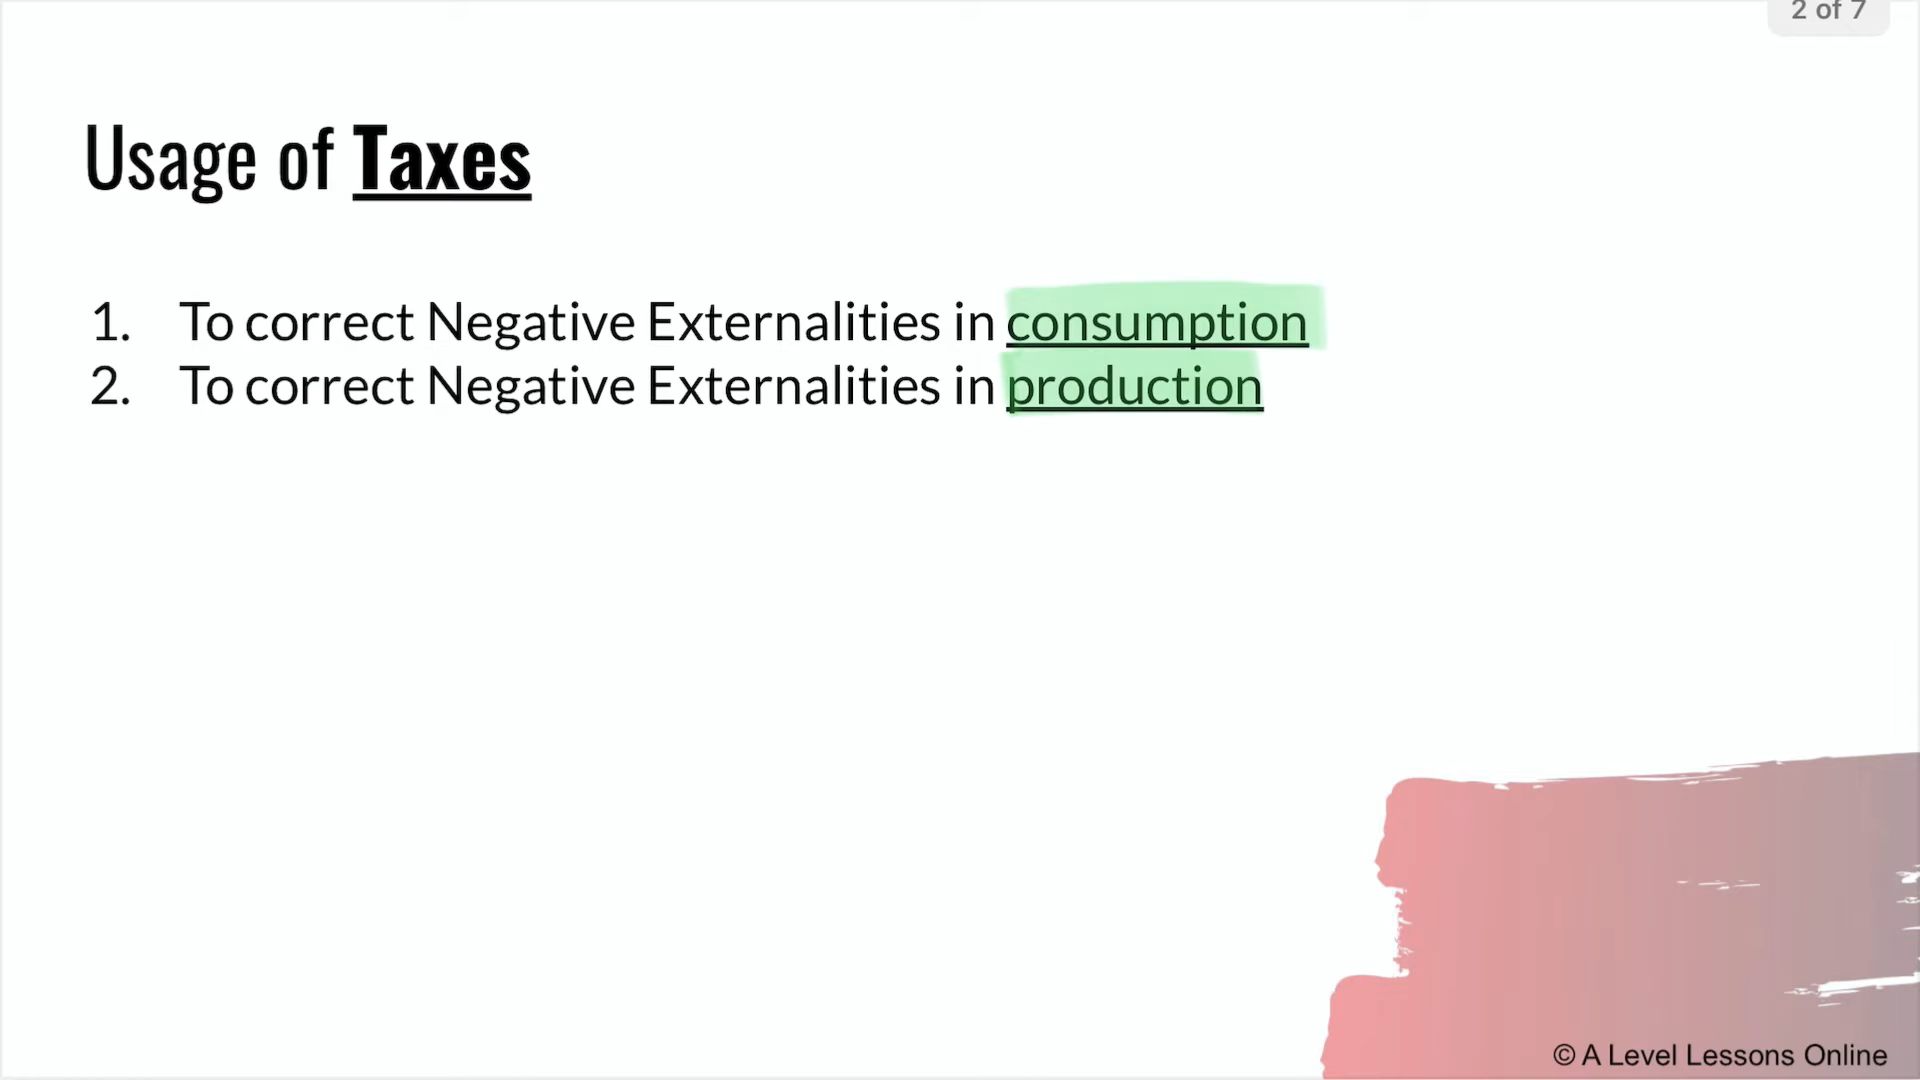 2 of 7
Usage of Taxes
1. To correct Negative Externalities in consumption
2. To correct Negative Externalities in production
© A Level Lessons Online